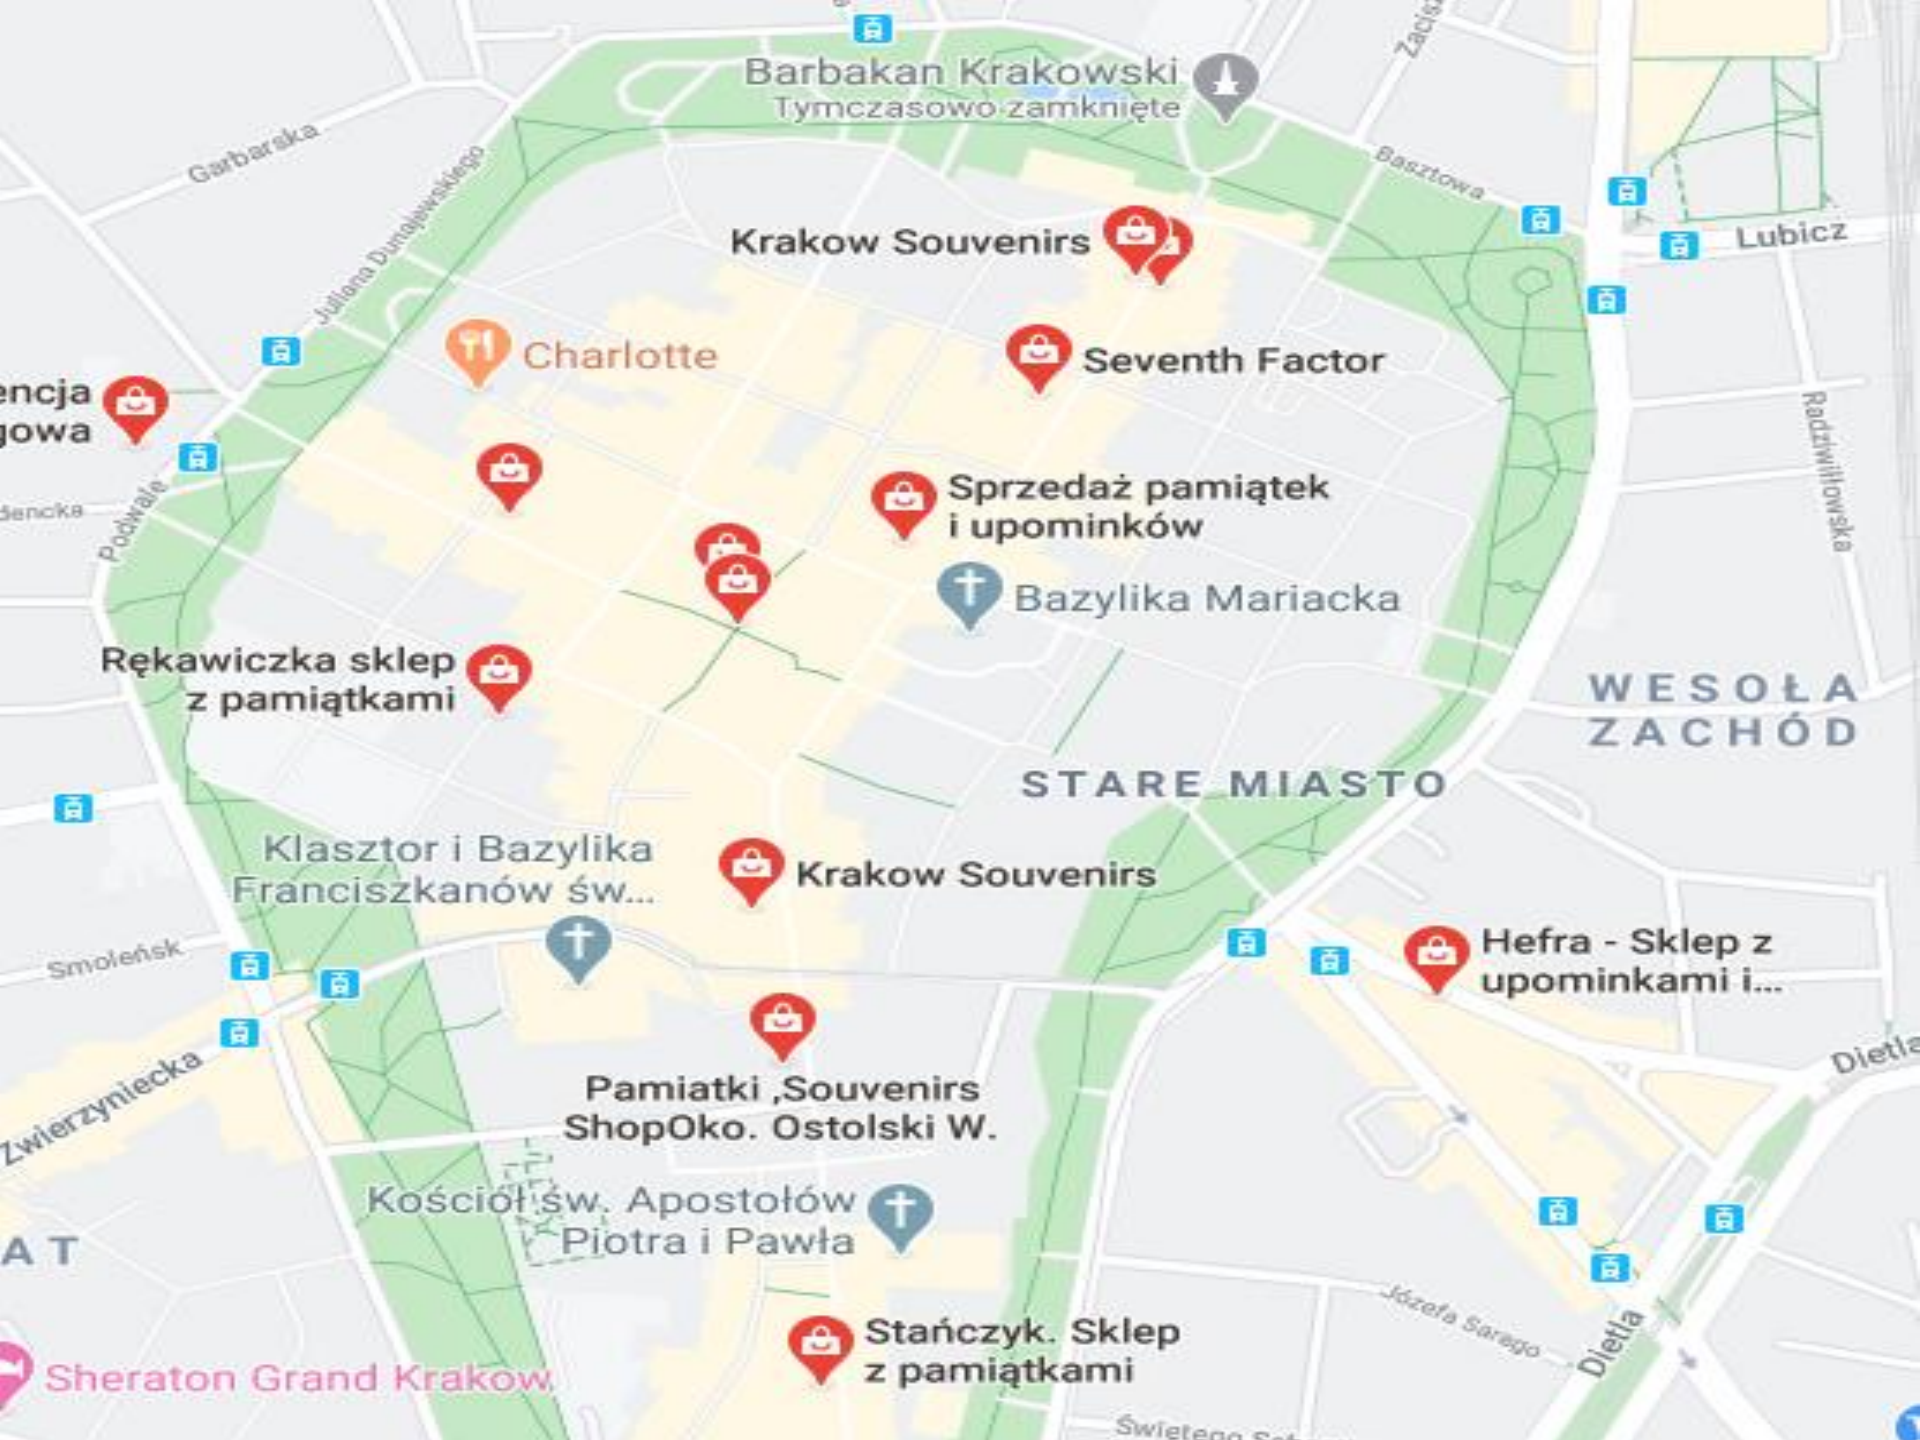 Barbakan Krakowski
Tymczasowo zamknięte
Garbarska
Juliana Dunajewskiego
Basztowa
Lubicz
Krakow Souvenirs
Charlotte
Seventh Factor
encja
gowa
Radziwiłłowska
Sprzedaż pamiątek
i upominków
dencka
Podwale
Bazylika Mariacka
Rękawiczka sklep
z pamiątkami
WESOŁA
ZACHÓD
STARE MIASTO
Klasztor i Bazylika
Franciszkanów św...
Krakow Souvenirs
Smoleńsk
Hefra - Sklep z
upominkami i...
Zwierzyniecka
Dietla
Pamiatki ,Souvenirs
ShopOko. Ostolski W.
Kościół św. Apostołów
Piotra i Pawła
AT
Józefa Sarego
Dietla
Stańczyk. Sklep
z pamiątkami
Sheraton Grand Krakow
Świętego